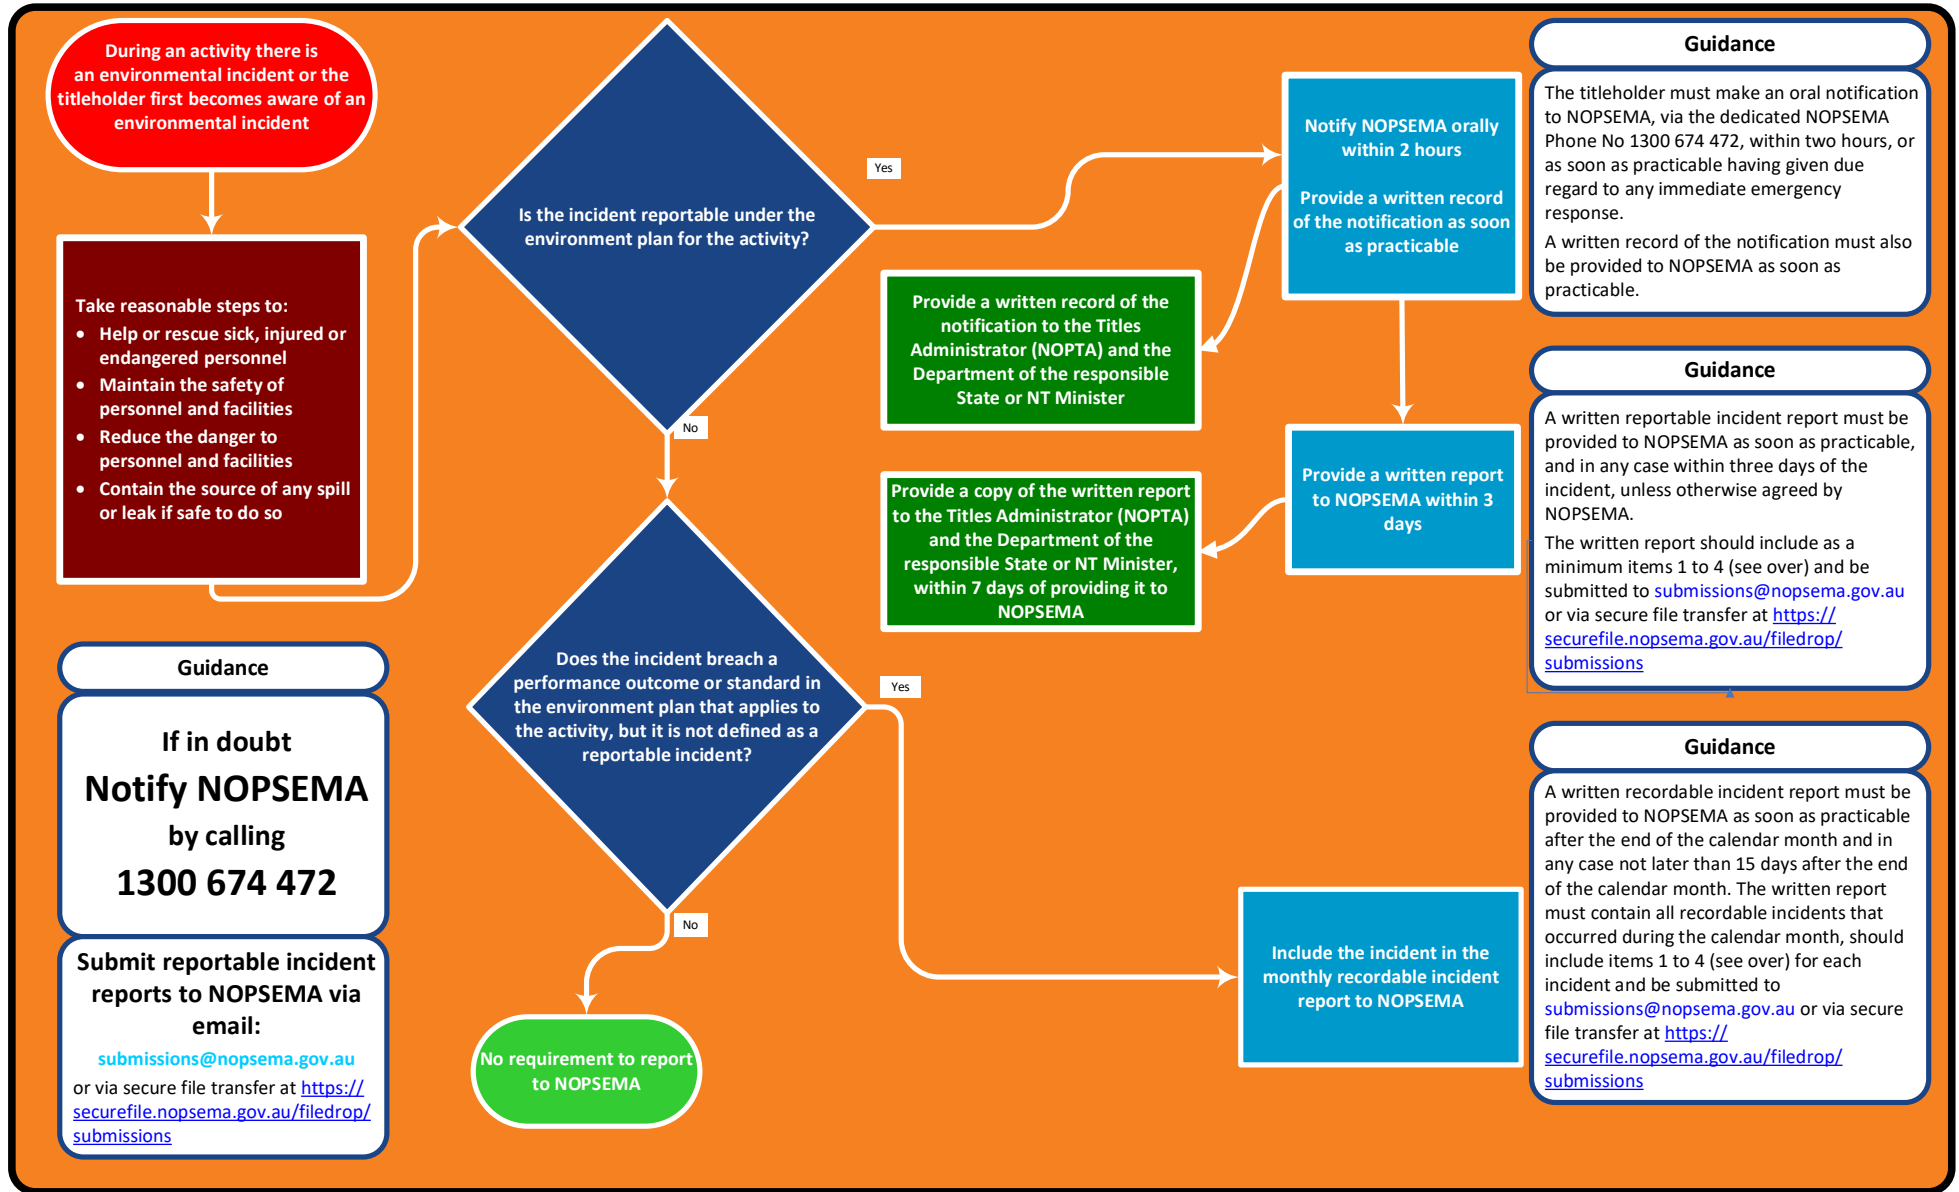 During an activity there is
an environmental incident or the
titleholder first becomes aware of an
environmental incident
Take reasonable steps to:
• Help or rescue sick, injured or
endangered personnel
• Maintain the safety of
personnel and facilities
• Reduce the danger to
personnel and facilities
• Contain the source of any spill
or leak if safe to do so
Guidance
If in doubt
Notify NOPSEMA
by calling
1300 674 472
Submit reportable incident
reports to NOPSEMA via
email:
submissions@nopsema.gov.au
or via secure file transfer at https://
securefile.nopsema.gov.au/filedrop/
submissions
Is the incident reportable under the
environment plan for the activity?
Yes
No
Does the incident breach a
performance outcome or standard in
the environment plan that applies to
the activity, but it is not defined as a
reportable incident?
Yes
No
No requirement to report
to NOPSEMA
Notify NOPSEMA orally
within 2 hours
Provide a written record
of the notification as soon
as practicable
Provide a written record of the
notification to the Titles
Administrator (NOPTA) and the
Department of the responsible
State or NT Minister
Provide a written report
to NOPSEMA within 3
days
Provide a copy of the written report
to the Titles Administrator (NOPTA)
and the Department of the
responsible State or NT Minister,
within 7 days of providing it to
NOPSEMA
Include the incident in the
monthly recordable incident
report to NOPSEMA
Guidance
The titleholder must make an oral notification
to NOPSEMA, via the dedicated NOPSEMA
Phone No 1300 674 472, within two hours, or
as soon as practicable having given due
regard to any immediate emergency
response.
A written record of the notification must also
be provided to NOPSEMA as soon as
practicable.
Guidance
A written reportable incident report must be
provided to NOPSEMA as soon as practicable,
and in any case within three days of the
incident, unless otherwise agreed by
NOPSEMA.
The written report should include as a
minimum items 1 to 4 (see over) and be
submitted to submissions@nopsema.gov.au
or via secure file transfer at https://
securefile.nopsema.gov.au/filedrop/
submissions
Guidance
A written recordable incident report must be
provided to NOPSEMA as soon as practicable
after the end of the calendar month and in
any case not later than 15 days after the end
of the calendar month. The written report
must contain all recordable incidents that
occurred during the calendar month, should
include items 1 to 4 (see over) for each
incident and be submitted to
submissions@nopsema.gov.au or via secure
file transfer at https://
securefile.nopsema.gov.au/filedrop/
submissions